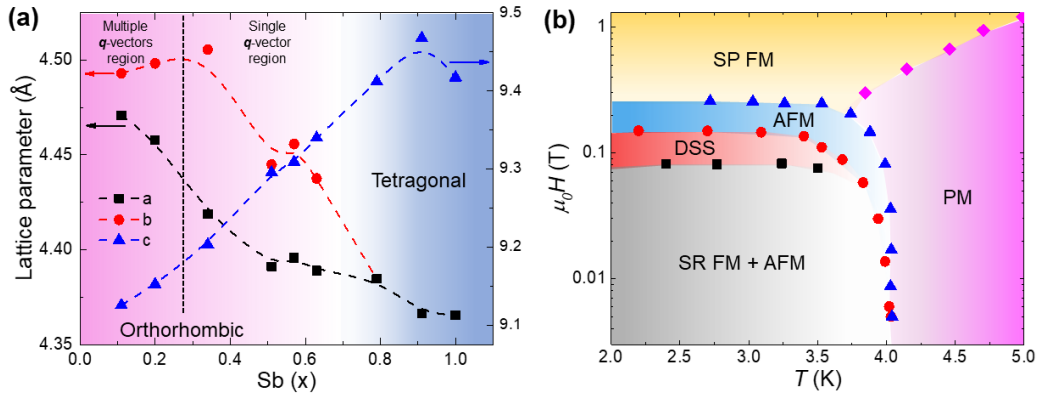 (a)
Multiple
q-vectors
region
Single
q-vector
region
Tetragonal
Orthorhombic
a
b
c
Lattice parameter (Å)
4.50
4.45
4.40
4.35
9.5
9.4
9.3
9.2
9.1
0.0 0.2 0.4 0.6 0.8 1.0
Sb (x)
(b)
SP FM
AFM
DSS
PM
SR FM + AFM
μ0H (T)
1
0.1
0.01
2.0 2.5 3.0 3.5 4.0 4.5 5.0
T (K)